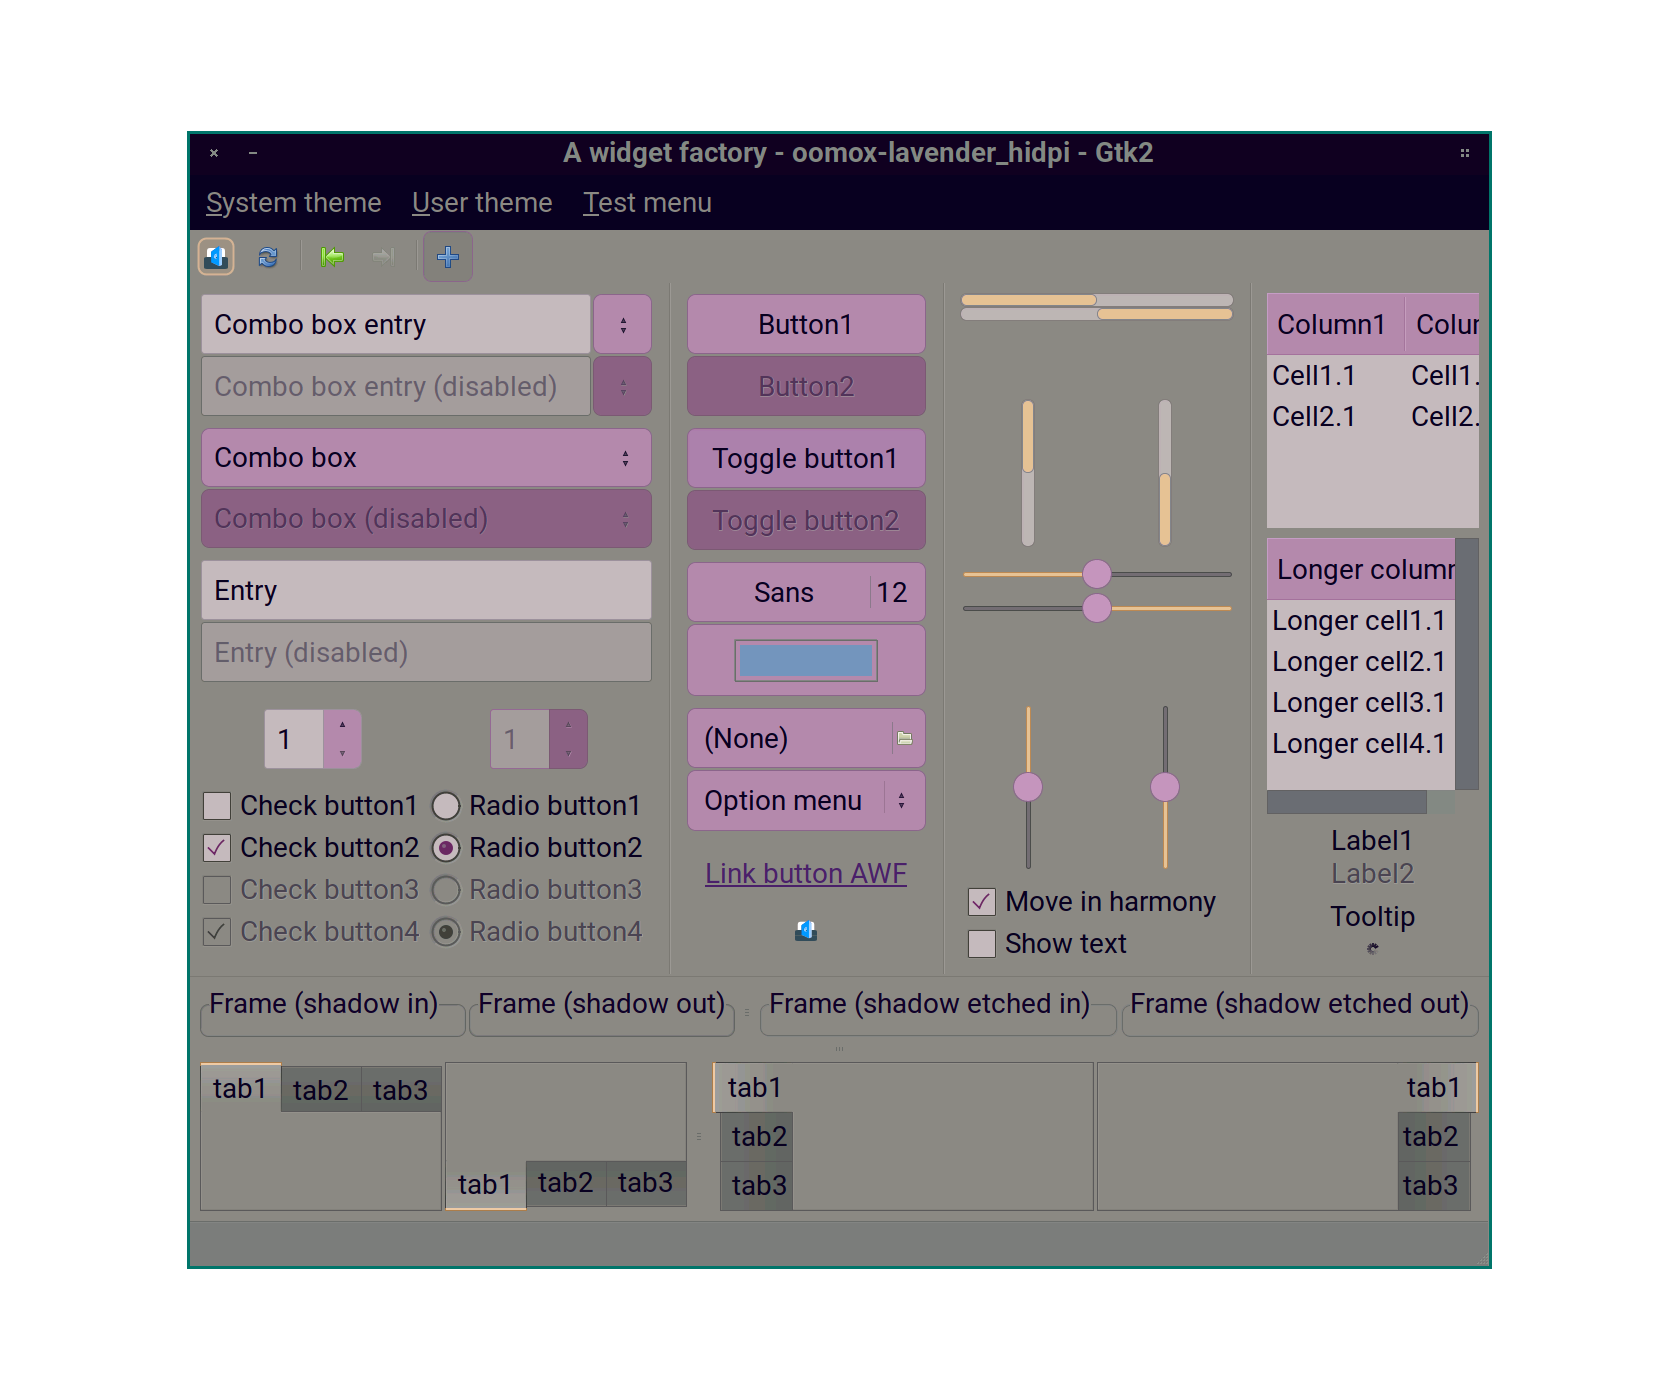 A widget factory - oomox-lavender_hidpi - Gtk2
System theme User theme Test menu
Combo box entry
Combo box entry (disabled)
Combo box
Combo box (disabled)
Entry
Entry (disabled)
1 1
Check button1 Radio button1
Check button2 Radio button2
Check button3 Radio button3
Check button4 Radio button4
Button1
Button2
Toggle button1
Toggle button2
Sans 12
(None)
Option menu
Link button AWF
Move in harmony
Show text
Column1 Colur
Cell1.1 Cell1.
Cell2.1 Cell2.
Longer column
Longer cell1.1
Longer cell2.1
Longer cell3.1
Longer cell4.1
Label1
Label2
Tooltip
Frame (shadow in) Frame (shadow out) Frame (shadow etched in) Frame (shadow etched out)
tab1 tab2 tab3
tab1 tab2 tab3
tab1
tab2
tab3
tab1
tab2
tab3